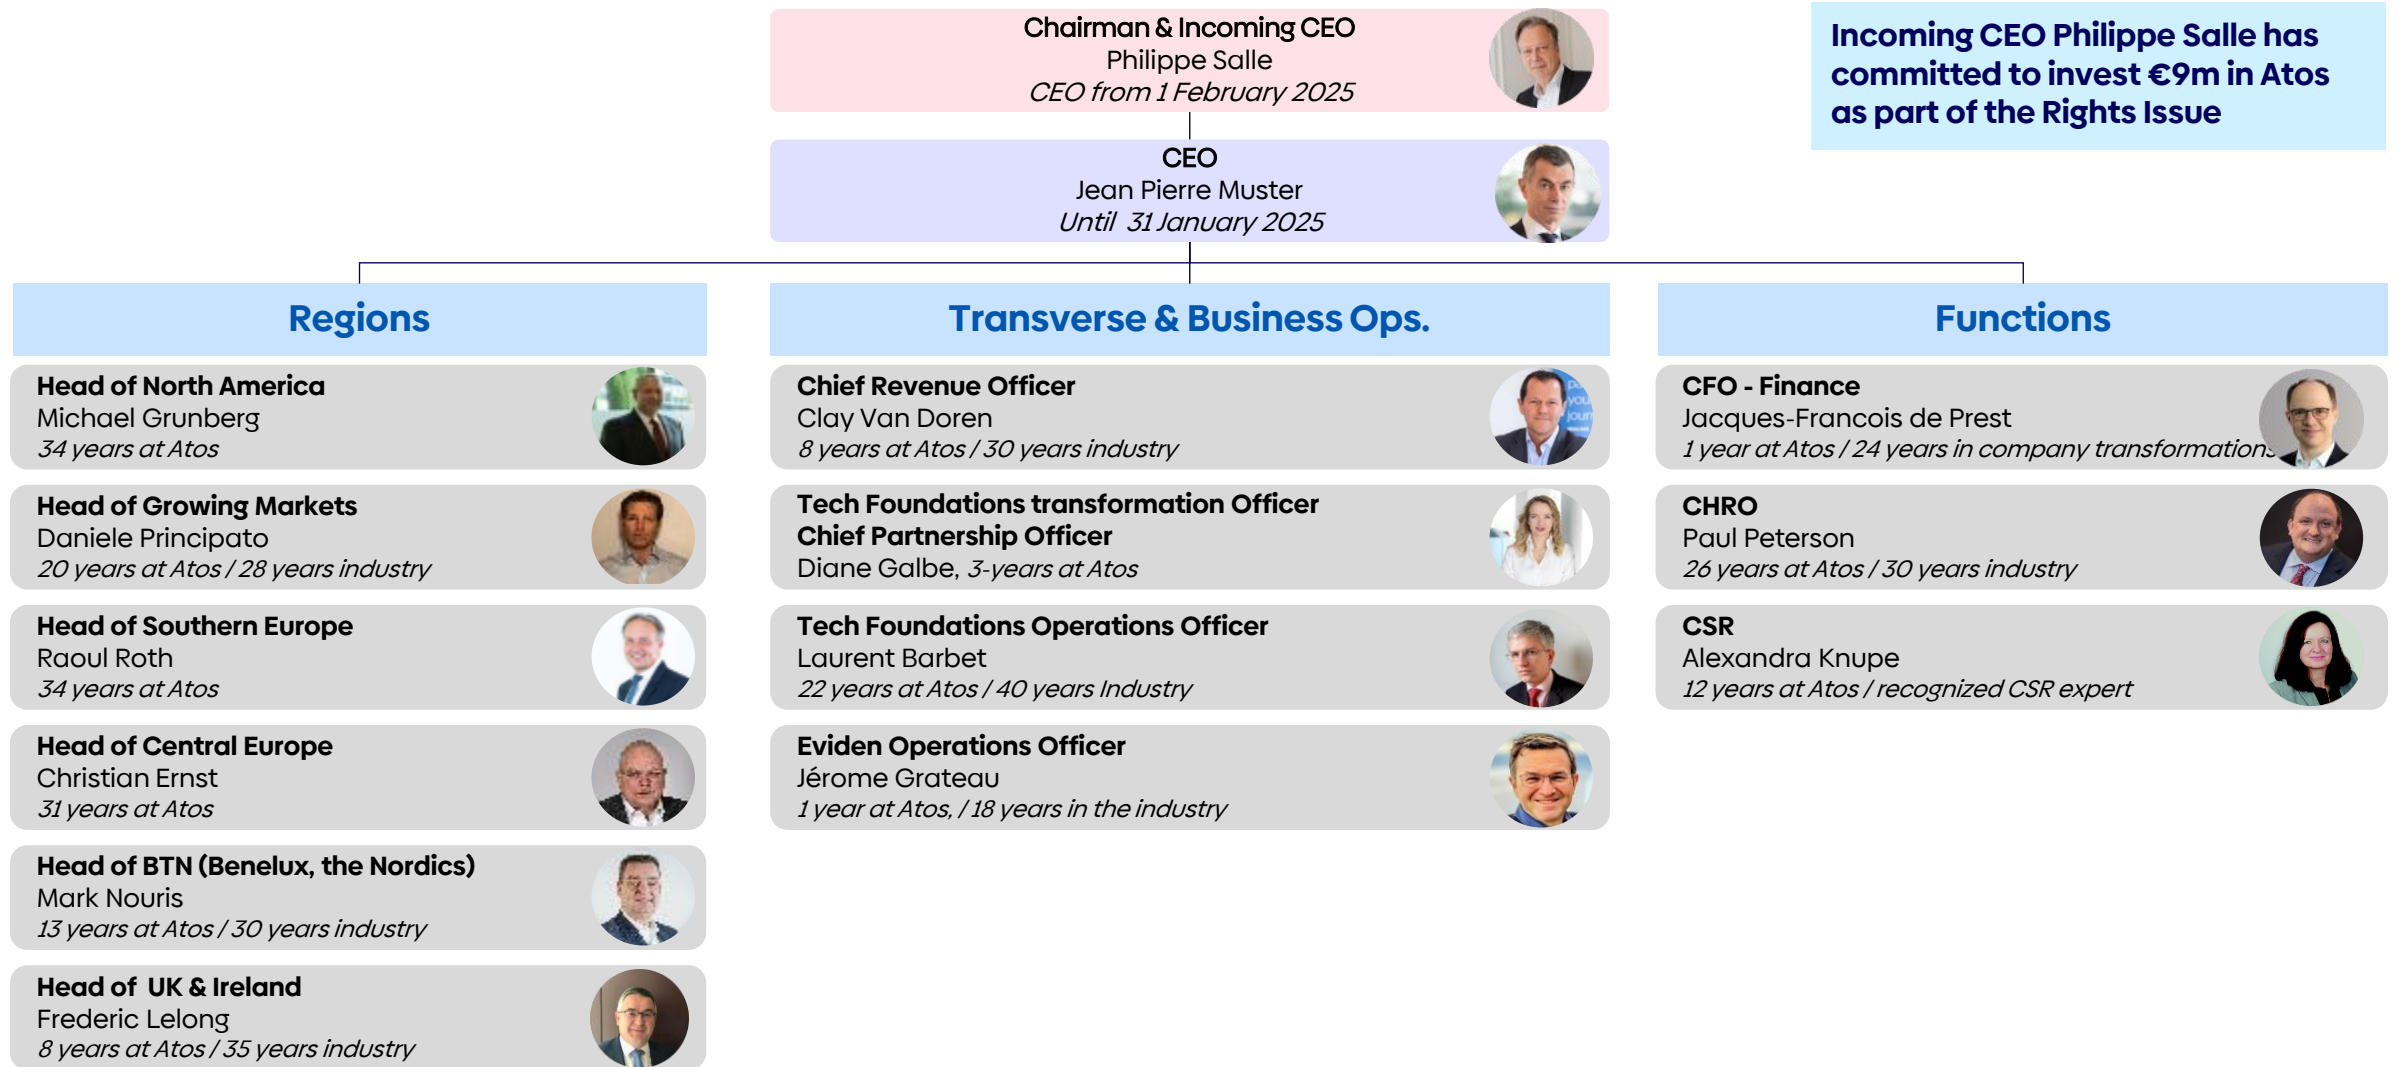 Chairman & Incoming CEO
Philippe Salle
CEO from 1 February 2025
Incoming CEO Philippe Salle has
committed to invest €9m in Atos
as part of the Rights Issue
CEO
Jean Pierre Muster
Until 31 January 2025
Regions
Head of North America
Michael Grunberg
34 years at Atos
Head of Growing Markets
Daniele Principato
20 years at Atos / 28 years industry
Head of Southern Europe
Raoul Roth
34 years at Atos
Head of Central Europe
Christian Ernst
31 years at Atos
Head of BTN (Benelux, the Nordics)
Mark Nouris
13 years at Atos / 30 years industry
Head of UK & Ireland
Frederic Lelong
8 years at Atos / 35 years industry
Transverse & Business Ops.
Chief Revenue Officer
Clay Van Doren
8 years at Atos / 30 years industry
Tech Foundations transformation Officer
Chief Partnership Officer
Diane Galbe, 3-years at Atos
Tech Foundations Operations Officer
Laurent Barbet
22 years at Atos / 40 years Industry
Eviden Operations Officer
Jérome Grateau
1 year at Atos, / 18 years in the industry
Functions
CFO - Finance
Jacques-Francois de Prest
1 year at Atos / 24 years in company transformations
CHRO
Paul Peterson
26 years at Atos / 30 years industry
CSR
Alexandra Knupe
12 years at Atos / recognized CSR expert